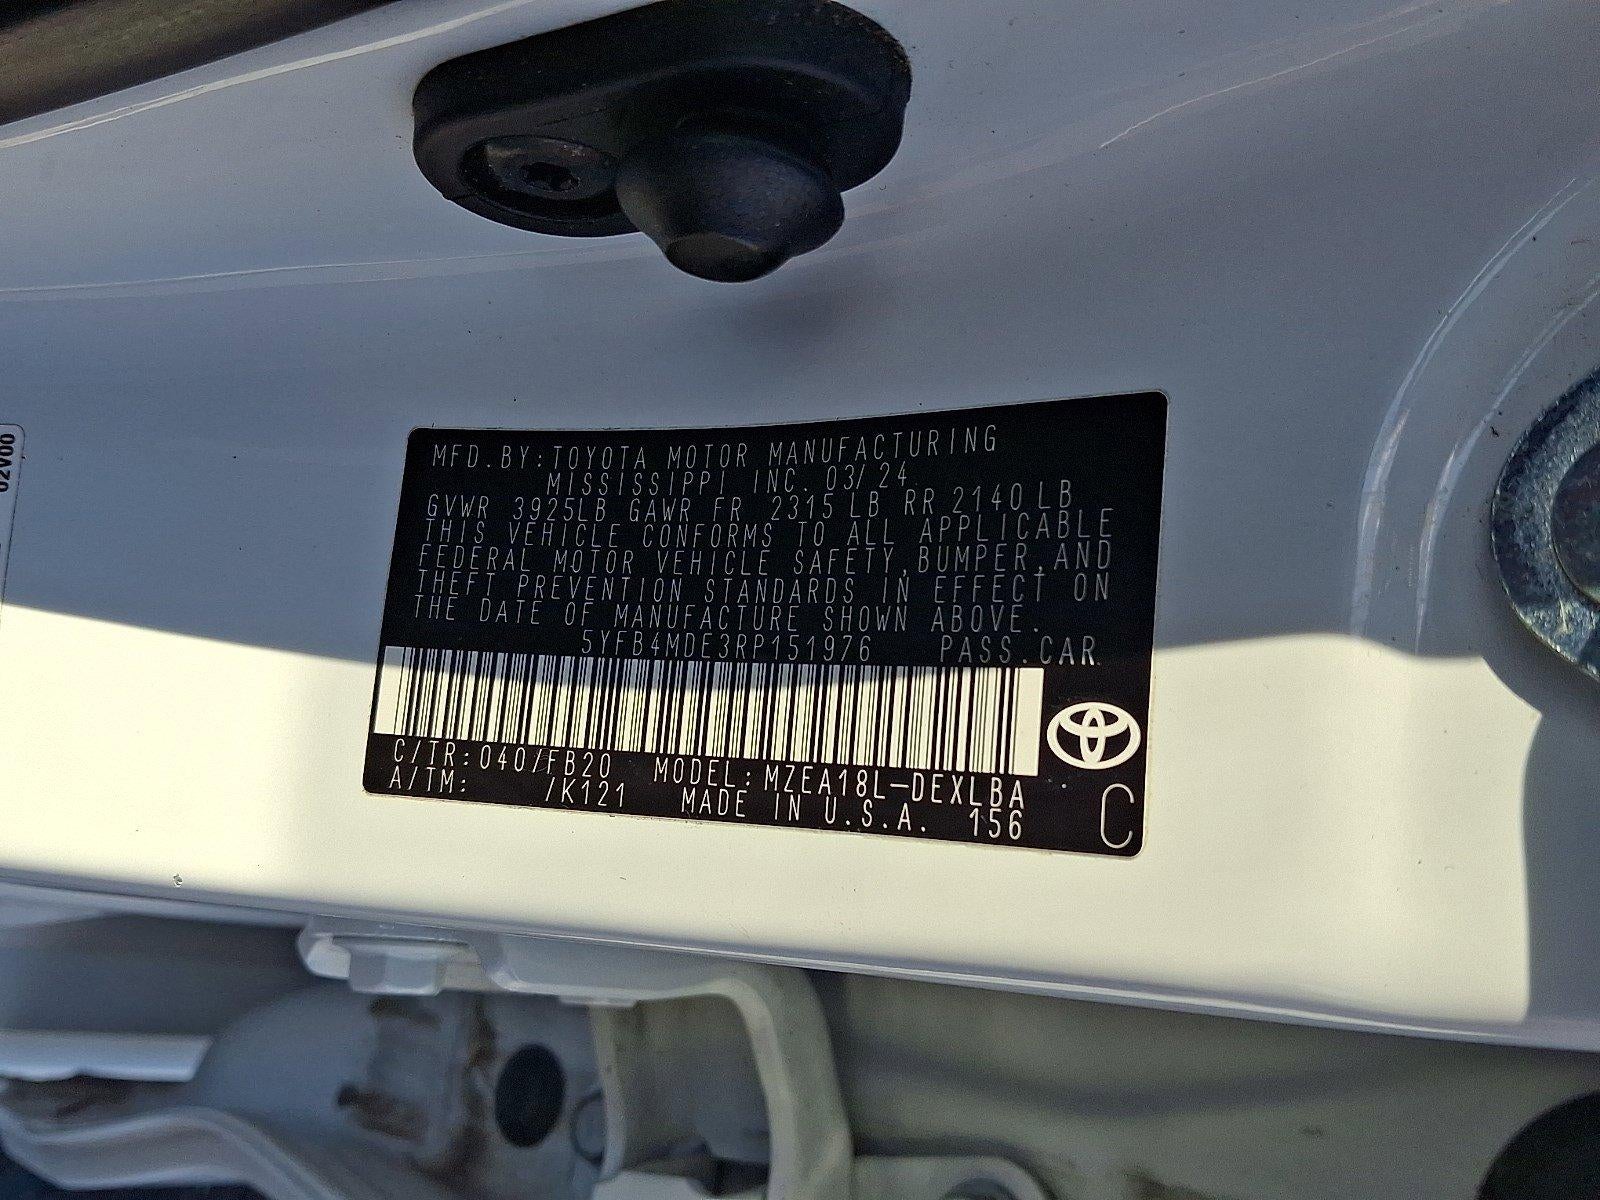 MFD.BY:TOYOTA MOTOR MANUFACTURING
MISSISSIPPI INC. 03/24
GVWR 3925LB GAWR FR 2315 LB RR 2140 LB
THIS VEHICLE CONFORMS TO ALL APPLICABLE
FEDERAL MOTOR VEHICLE SAFETY,BUMPER,AND
THEFT PREVENTION STANDARDS IN EFFECT ON
THE DATE OF MANUFACTURE SHOWN ABOVE.
5YFB4MDE3RP151976 PASS.CAR
C/TR:040/FB20 MODEL:MZEA18L-DEXLBA
A/TM: /K121 MADE IN U.S.A. 156
C
02V00